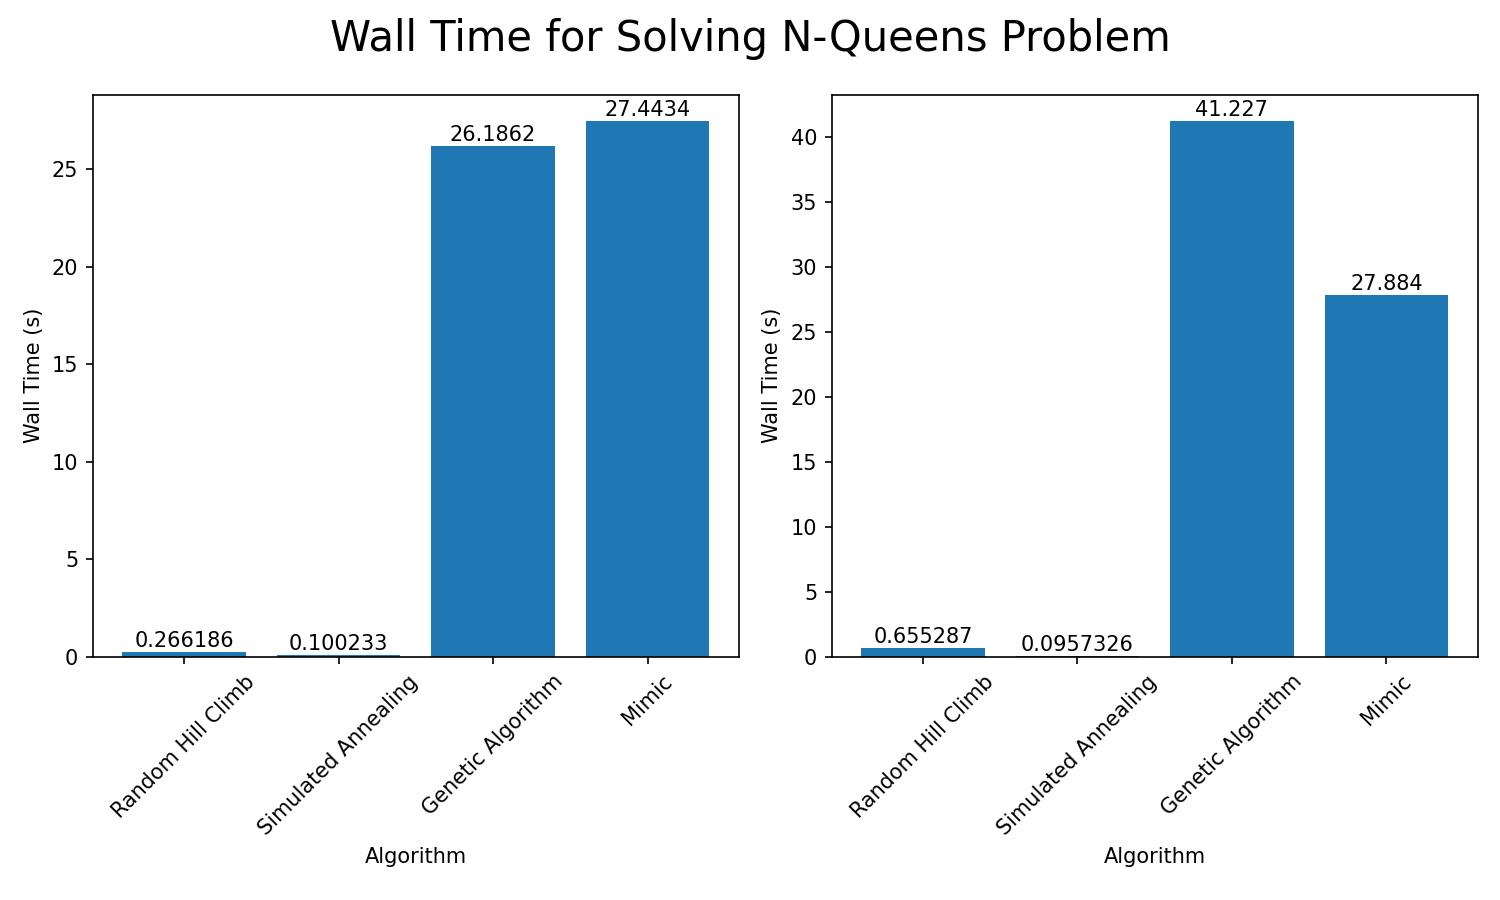 Wall Time for Solving N-Queens Problem
Wall Time (s)
25
20
15
10
5
0
0.266186
0.100233
26.1862
27.4434
Random Hill Climb
Simulated Annealing
Genetic Algorithm
Mimic
Algorithm
Wall Time (s)
40
35
30
25
20
15
10
5
0
0.655287
0.0957326
41.227
27.884
Random Hill Climb
Simulated Annealing
Genetic Algorithm
Mimic
Algorithm